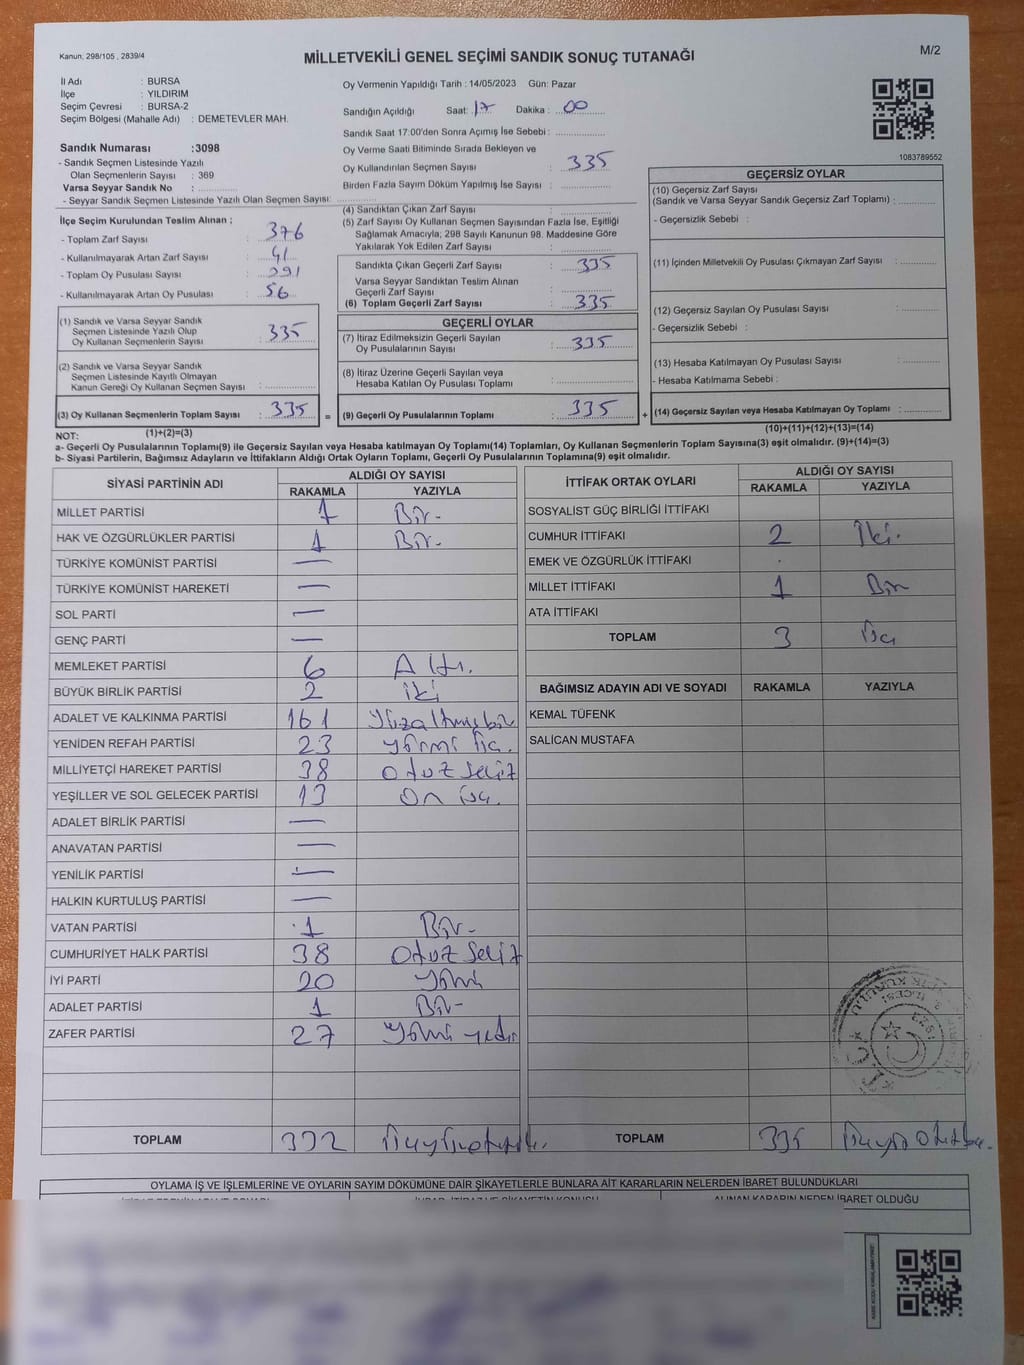 Kanun, 298/105 , 2839/4
MİLLETVEKİLİ GENEL SEÇİMİ SANDIK SONUÇ TUTANAĞI
M/2
İl Adı : BURSA
İlçe : YILDIRIM
Seçim Çevresi : BURSA-2
Seçim Bölgesi (Mahalle Adı) : DEMETEVLER MAH.
Sandık Numarası :3098
- Sandık Seçmen Listesinde Yazılı
Olan Seçmenlerin Sayısı : 369
Varsa Seyyar Sandık No :
- Seyyar Sandık Seçmen Listesinde Yazılı Olan Seçmen Sayısı:
Oy Vermenin Yapıldığı Tarih : 14/05/2023 Gün: Pazar
Sandığın Açıldığı Saat: 17 Dakika : 00
Sandık Saat 17:00'den Sonra Açımış İse Sebebi :
Oy Verme Saati Bitiminde Sırada Bekleyen ve
Oy Kullandırılan Seçmen Sayısı : 335
Birden Fazla Sayım Döküm Yapılmış İse Sayısı :
1083789552
İlçe Seçim Kurulundan Teslim Alınan ;
- Toplam Zarf Sayısı : 376
- Kullanılmayarak Artan Zarf Sayısı : 41
- Toplam Oy Pusulası Sayısı : 391
- Kullanılmayarak Artan Oy Pusulası : 56
(1) Sandık ve Varsa Seyyar Sandık
Seçmen Listesinde Yazılı Olup
Oy Kullanan Seçmenlerin Sayısı : 335
(2) Sandık ve Varsa Seyyar Sandık
Seçmen Listesinde Kayıtlı Olmayan
Kanun Gereği Oy Kullanan Seçmen Sayısı :
(3) Oy Kullanan Seçmenlerin Toplam Sayısı : 335 =
(1)+(2)=(3)
(4) Sandıktan Çıkan Zarf Sayısı :
(5) Zarf Sayısı Oy Kullanan Seçmen Sayısından Fazla İse, Eşitliği
Sağlamak Amacıyla; 298 Sayılı Kanunun 98. Maddesine Göre
Yakılarak Yok Edilen Zarf Sayısı :
Sandıkta Çıkan Geçerli Zarf Sayısı : 335
Varsa Seyyar Sandıktan Teslim Alınan
Geçerli Zarf Sayısı :
(6) Toplam Geçerli Zarf Sayısı : 335
GEÇERLİ OYLAR
(7) İtiraz Edilmeksizin Geçerli Sayılan
Oy Pusulalarının Sayısı : 335
(8) İtiraz Üzerine Geçerli Sayılan veya
Hesaba Katılan Oy Pusulası Toplamı :
(9) Geçerli Oy Pusulalarının Toplamı : 335 +
GEÇERSİZ OYLAR
(10) Geçersiz Zarf Sayısı
(Sandık ve Varsa Seyyar Sandık Geçersiz Zarf Toplamı) :
- Geçersizlik Sebebi :
(11) İçinden Milletvekili Oy Pusulası Çıkmayan Zarf Sayısı :
(12) Geçersiz Sayılan Oy Pusulası Sayısı :
- Geçersizlik Sebebi :
(13) Hesaba Katılmayan Oy Pusulası Sayısı :
- Hesaba Katılmama Sebebi :
(14) Geçersiz Sayılan veya Hesaba Katılmayan Oy Toplamı :
(10)+(11)+(12)+(13)=(14)
NOT:
a- Geçerli Oy Pusulalarının Toplamı(9) ile Geçersiz Sayılan veya Hesaba katılmayan Oy Toplamı(14) Toplamları, Oy Kullanan Seçmenlerin Toplam Sayısına(3) eşit olmalıdır. (9)+(14)=(3)
b- Siyasi Partilerin, Bağımsız Adayların ve İttifakların Aldığı Ortak Oyların Toplamı, Geçerli Oy Pusulalarının Toplamına(9) eşit olmalıdır.
SİYASİ PARTİNİN ADI ALDIĞI OY SAYISI
RAKAMLA YAZIYLA
MİLLET PARTİSİ 1 Bir-
HAK VE ÖZGÜRLÜKLER PARTİSİ 1 Bir-
TÜRKİYE KOMÜNİST PARTİSİ —
TÜRKİYE KOMÜNİST HAREKETİ —
SOL PARTİ —
GENÇ PARTİ —
MEMLEKET PARTİSİ 6 Altı.
BÜYÜK BİRLİK PARTİSİ 2 iki
ADALET VE KALKINMA PARTİSİ 161 Yüzaltmışbir
YENİDEN REFAH PARTİSİ 23 yirmi üç.
MİLLİYETÇİ HAREKET PARTİSİ 38 otuz sekiz
YEŞİLLER VE SOL GELECEK PARTİSİ 13 On üç.
ADALET BİRLİK PARTİSİ —
ANAVATAN PARTİSİ —
YENİLİK PARTİSİ —
HALKIN KURTULUŞ PARTİSİ —
VATAN PARTİSİ 1 Bir-
CUMHURİYET HALK PARTİSİ 38 Otuz sekiz
İYİ PARTİ 20 Yirmi
ADALET PARTİSİ 1 Bir-
ZAFER PARTİSİ 27 Yirmi yedi
TOPLAM 332
İTTİFAK ORTAK OYLARI ALDIĞI OY SAYISI
RAKAMLA YAZIYLA
SOSYALİST GÜÇ BİRLİĞİ İTTİFAKI
CUMHUR İTTİFAKI 2 İki.
EMEK VE ÖZGÜRLÜK İTTİFAKI
MİLLET İTTİFAKI 1 Bir
ATA İTTİFAKI
TOPLAM 3 Üç
BAĞIMSIZ ADAYIN ADI VE SOYADI RAKAMLA YAZIYLA
KEMAL TÜFENK
SALİCAN MUSTAFA
TOPLAM 335
OYLAMA İŞ VE İŞLEMLERİNE VE OYLARIN SAYIM DÖKÜMÜNE DAİR ŞİKAYETLERLE BUNLARA AİT KARARLARIN NELERDEN İBARET BULUNDUKLARI
ALINAN KARARIN NEDEN İBARET OLDUĞU